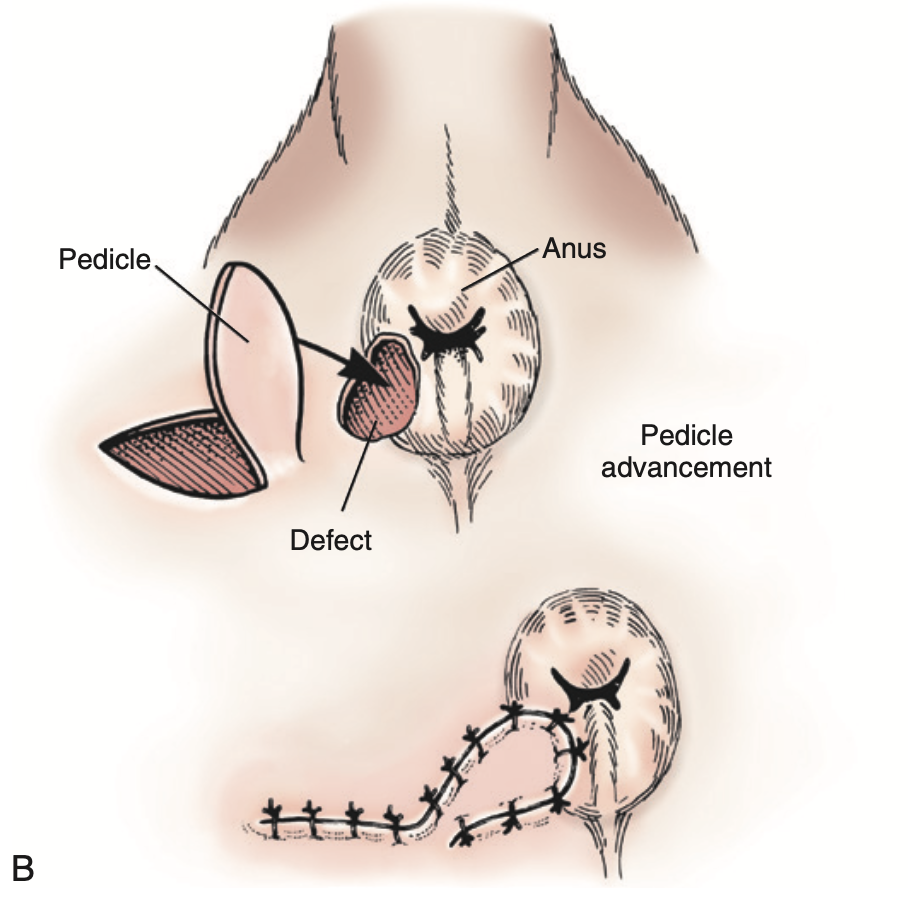 Pedicle
Anus
Pedicle
advancement
Defect
B